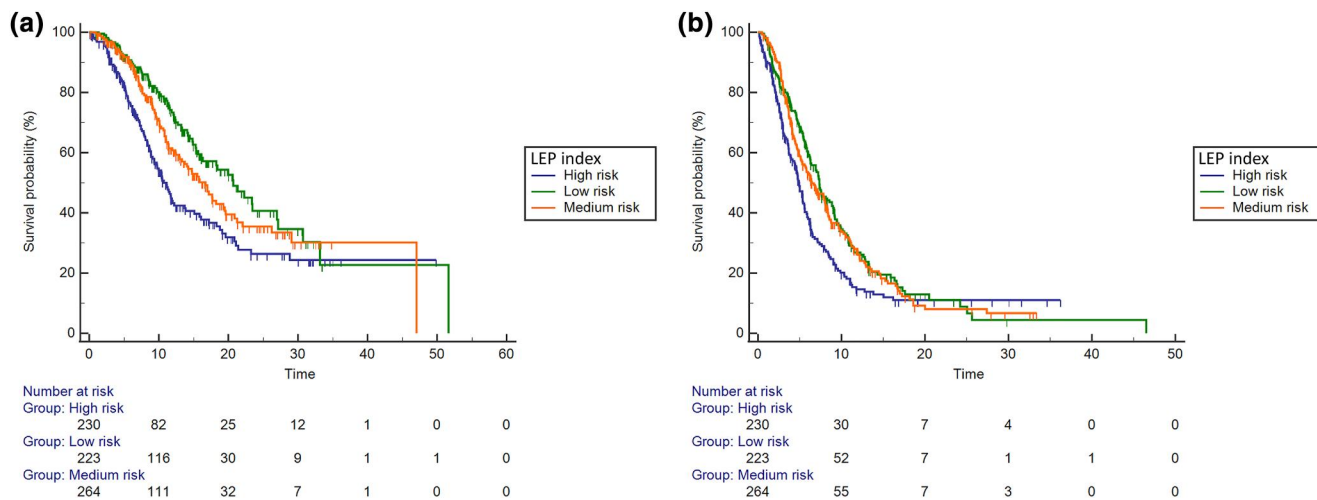 (a)
100
80
60
40
20
0
Survival probability (%)
0 10 20 30 40 50 60
Time
LEP index
High risk
Low risk
Medium risk
Number at risk
Group: High risk
230 82 25 12 1 0 0
Group: Low risk
223 116 30 9 1 1 0
Group: Medium risk
264 111 32 7 1 0 0
(b)
100
80
60
40
20
0
Survival probability (%)
0 10 20 30 40 50
Time
LEP index
High risk
Low risk
Medium risk
Number at risk
Group: High risk
230 30 7 4 0 0
Group: Low risk
223 52 7 1 1 0
Group: Medium risk
264 55 7 3 0 0